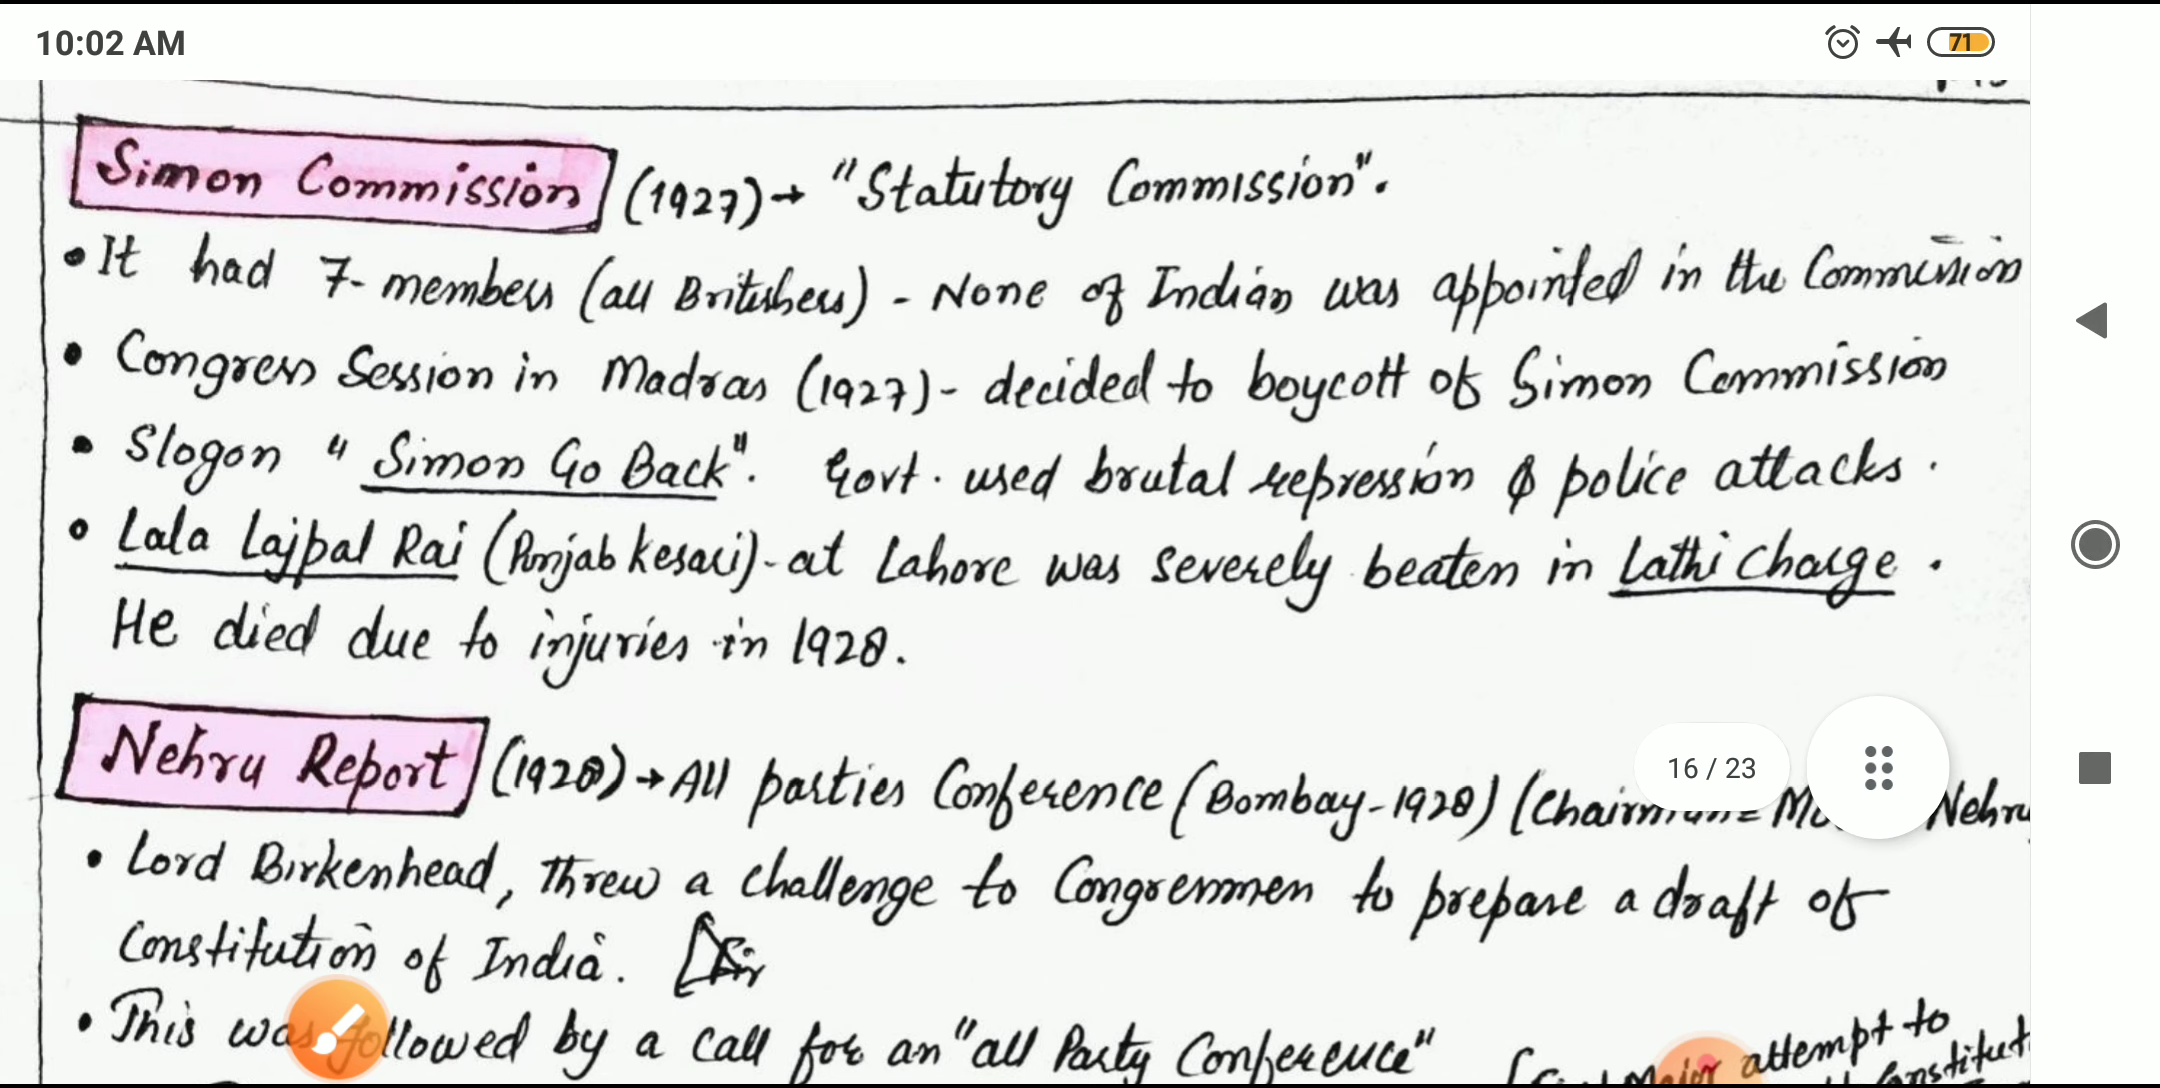 10:02 AM
71
Simon Commission (1927) → "Statutory Commission".
• It had 7-members (all Britishers) - None of Indian was appointed in the Commission
• Congress Session in Madras (1927) - decided to boycott of Simon Commission
• Slogon "Simon Go Back". Govt. used brutal repression & police attacks.
• Lala Lajpal Rai (Punjab Kesari) - at Lahore was severely beaten in Lathi charge.
He died due to injuries in 1928.
Nehru Report (1928) → All parties Conference (Bombay-1928) (Chairman= Nehru
16 / 23
• Lord Birkenhead, threw a challenge to Congressmen to prepare a draft of
Constitution of India.
• This was followed by a call for an "all Party Conference"
Major attempt to